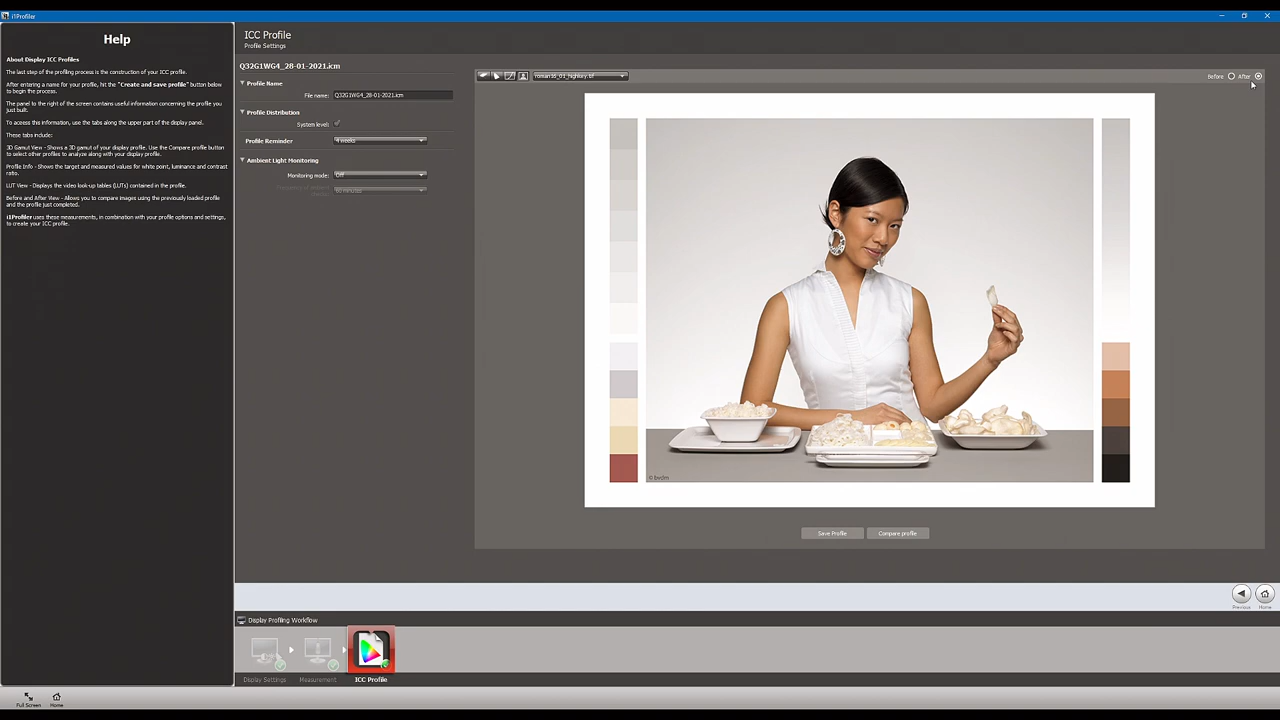 i1Profiler
Help
About Display ICC Profiles
The last step of the profiling process is the construction of your ICC profile.
After entering a name for your profile, hit the "Create and save profile" button below
to begin the process.
The panel to the right of the screen contains useful information concerning the profile you
just built.
To access this information, use the tabs along the upper part of the display panel.
These tabs include:
3D Gamut View - Shows a 3D gamut of your display profile. Use the Compare profile button
to select other profiles to analyze along with your display profile.
Profile Info - Shows the target and measured values for white point, luminance and contrast
ratio.
LUT View - Displays the video look-up tables (LUTs) contained in the profile.
Before and After View - Allows you to compare images using the previously loaded profile
and the profile just completed.
i1Profiler uses these measurements, in combination with your profile options and settings,
to create your ICC profile.
ICC Profile
Profile Settings
Q32G1WG4_28-01-2021.icm
Profile Name
File name: Q32G1WG4_28-01-2021.icm
Profile Distribution
System level:
Profile Reminder 4 weeks
Ambient Light Monitoring
Monitoring mode: Off
60 minutes
roman16_01_highkey.tif
Before After
© bvdm
Save Profile Compare profile
Previous Home
Display Profiling Workflow
Display Settings Measurement ICC Profile
Full Screen Home